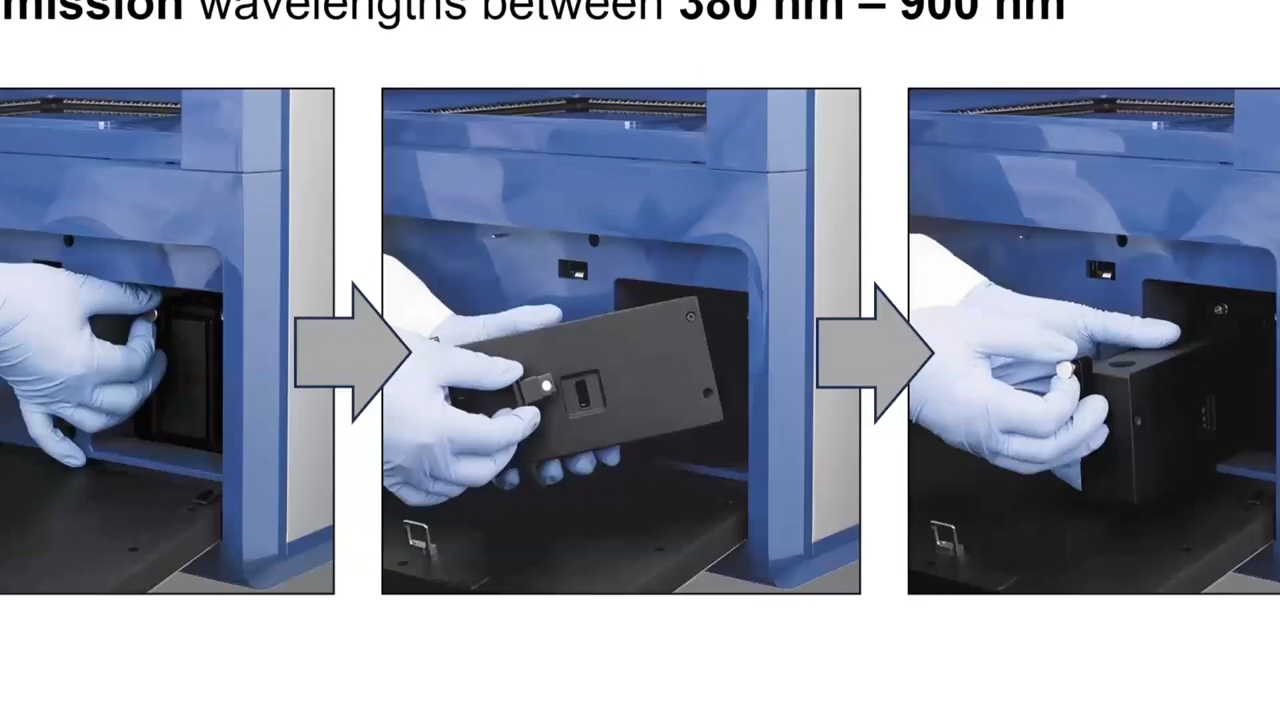 mission wavelengths between 380 nm – 900 nm